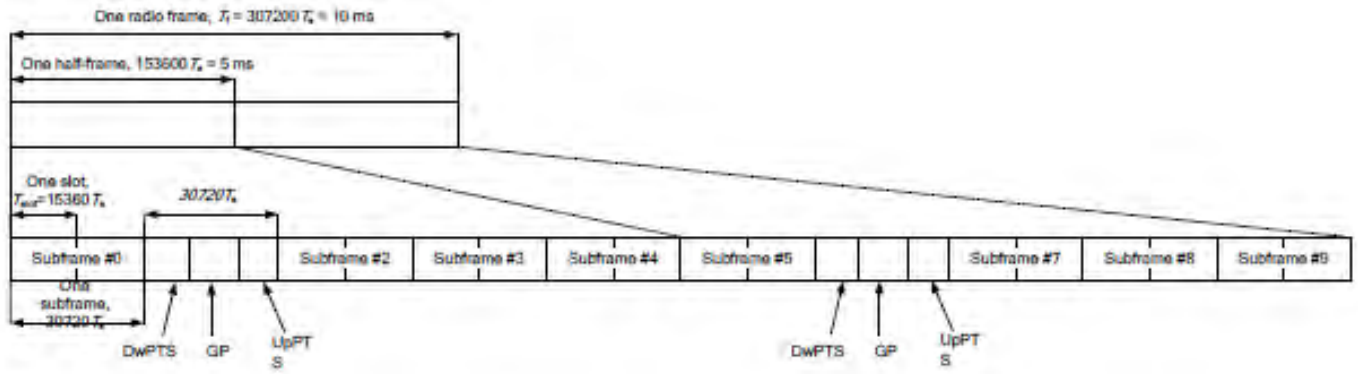 One radio frame, Tf = 307200 Ts = 10 ms
One half-frame, 153600 Ts = 5 ms
One slot,
Tslot=15360 Ts
30720Ts
Subframe #0
Subframe #2
Subframe #3
Subframe #4
Subframe #5
Subframe #7
Subframe #8
Subframe #9
One
subframe,
30720 Ts
DwPTS
GP
UpPT
S
DwPTS
GP
UpPT
S